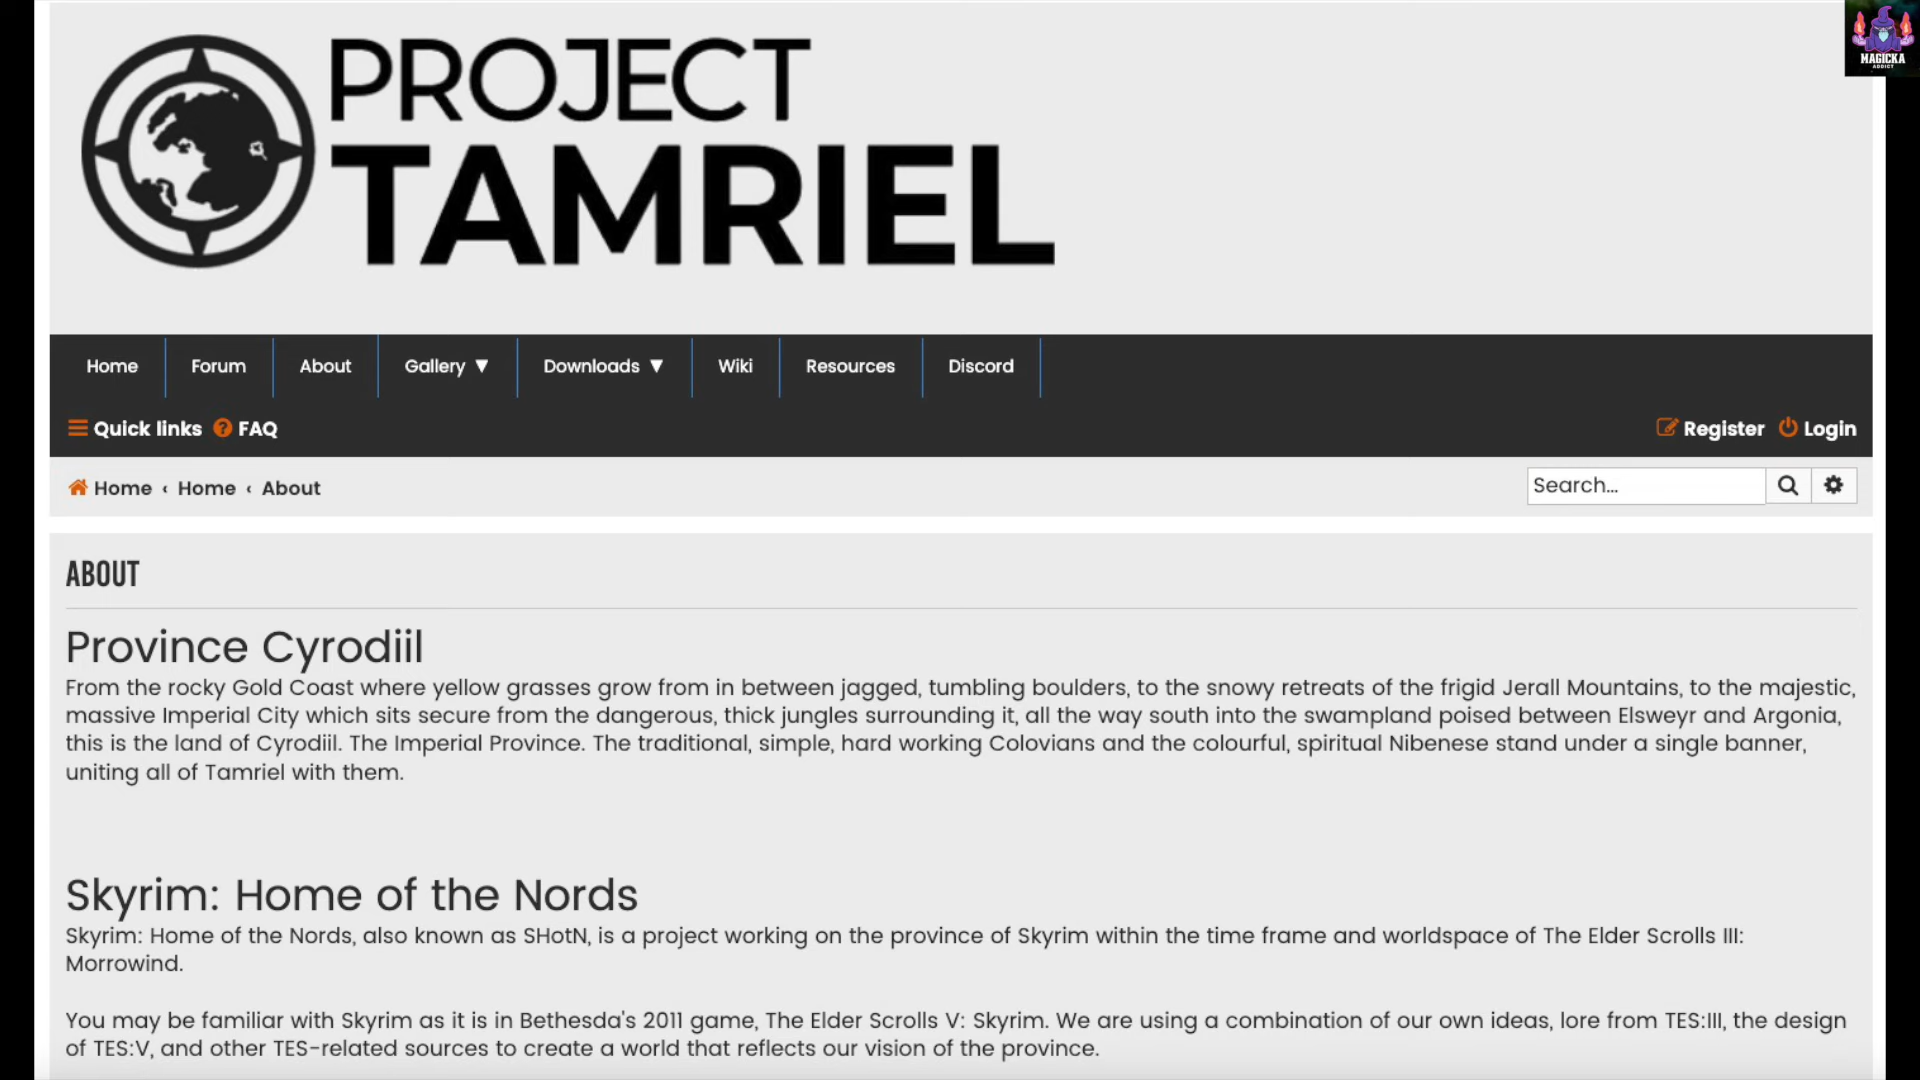 PROJECT
TAMRIEL
MAGICKA
ADDICT
Home
Forum
About
Gallery ▼
Downloads ▼
Wiki
Resources
Discord
Quick links
FAQ
Register
Login
Home ‹ Home ‹ About
Search…
ABOUT
Province Cyrodiil
From the rocky Gold Coast where yellow grasses grow from in between jagged, tumbling boulders, to the snowy retreats of the frigid Jerall Mountains, to the majestic,
massive Imperial City which sits secure from the dangerous, thick jungles surrounding it, all the way south into the swampland poised between Elsweyr and Argonia,
this is the land of Cyrodiil. The Imperial Province. The traditional, simple, hard working Colovians and the colourful, spiritual Nibenese stand under a single banner,
uniting all of Tamriel with them.
Skyrim: Home of the Nords
Skyrim: Home of the Nords, also known as SHotN, is a project working on the province of Skyrim within the time frame and worldspace of The Elder Scrolls III:
Morrowind.
You may be familiar with Skyrim as it is in Bethesda's 2011 game, The Elder Scrolls V: Skyrim. We are using a combination of our own ideas, lore from TES:III, the design
of TES:V, and other TES-related sources to create a world that reflects our vision of the province.